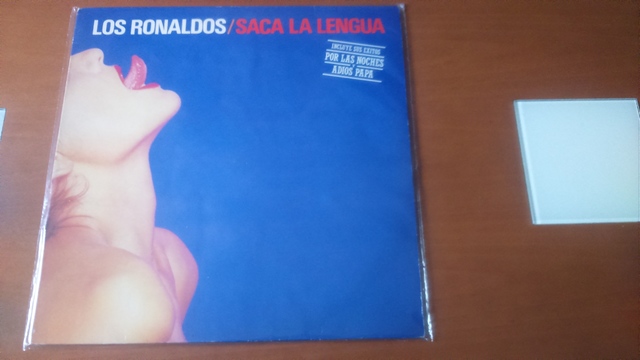 LOS RONALDOS/SACA LA LENGUA
INCLUYE SUS EXITOS
POR LAS NOCHES
Y
ADIOS PAPA